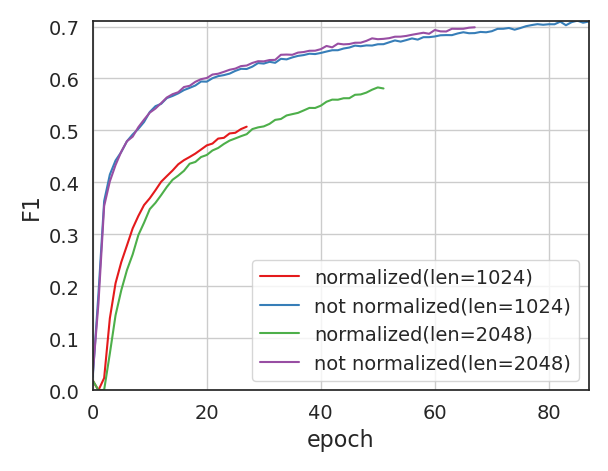 0.7
0.6
0.5
0.4
0.3
0.2
0.1
0.0
F1
normalized(len=1024)
not normalized(len=1024)
normalized(len=2048)
not normalized(len=2048)
0 20 40 60 80
epoch